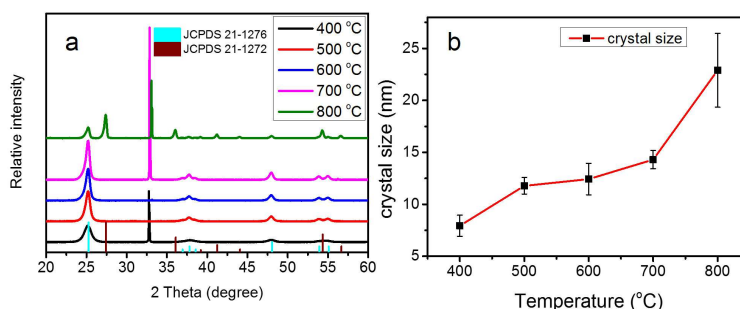 a
JCPDS 21-1276
JCPDS 21-1272
400 °C
500 °C
600 °C
700 °C
800 °C
Relative intensity
20 25 30 35 40 45 50 55 60
2 Theta (degree)
b
crystal size
25
20
15
10
5
crystal size (nm)
400 500 600 700 800
Temperature (°C)